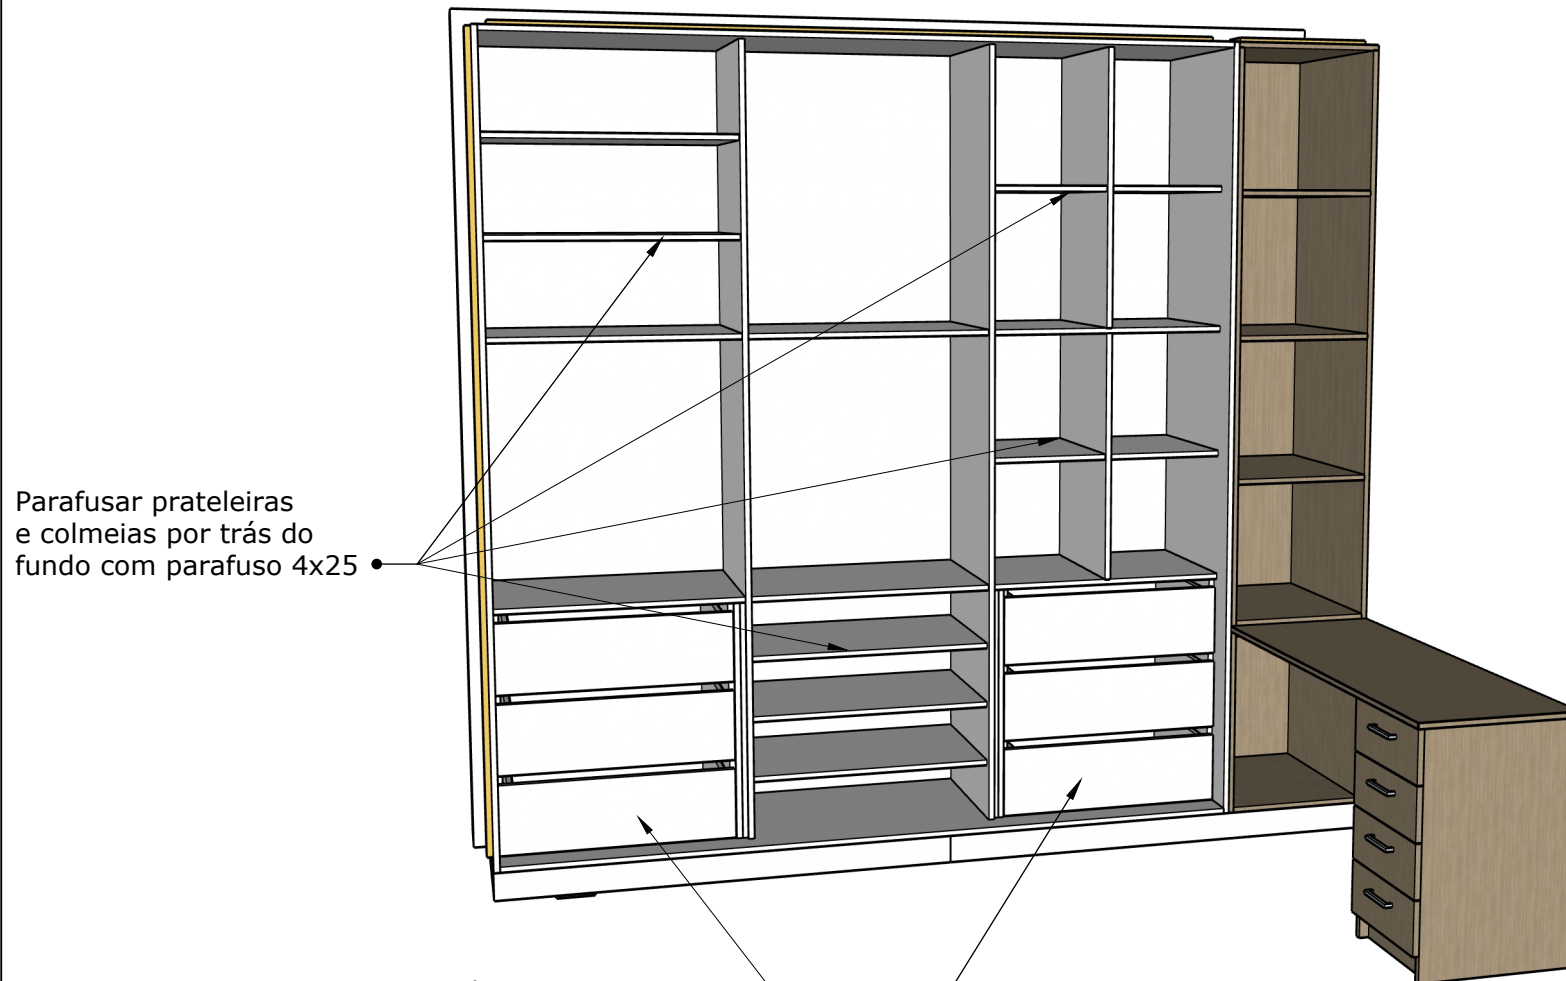 Parafusar prateleiras
e colmeias por trás do
fundo com parafuso 4x25